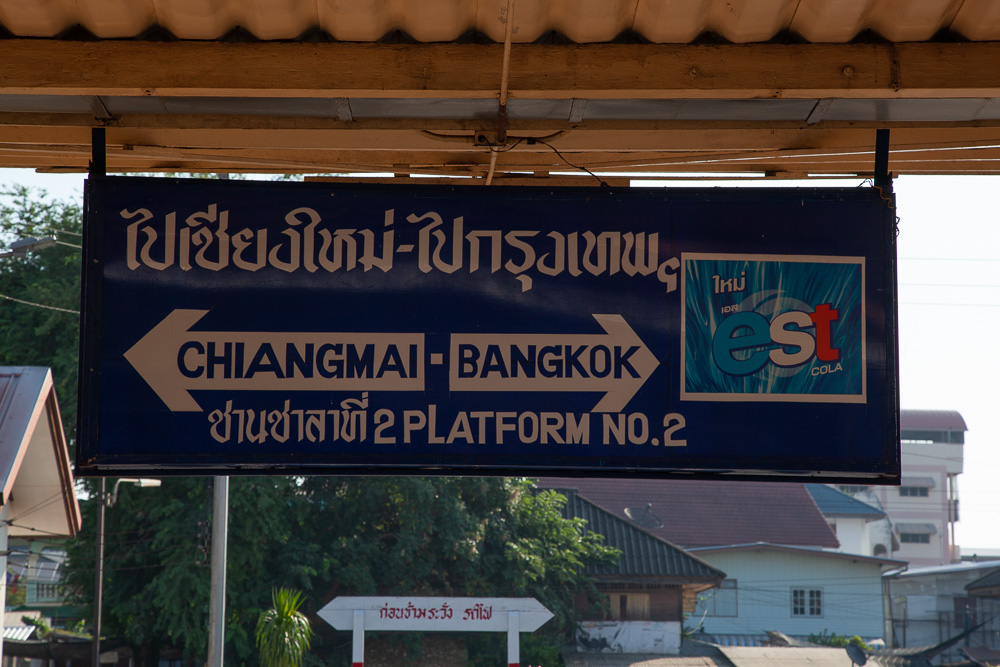 ไปเชียงใหม่-ไปกรุงเทพฯ
CHIANGMAI - BANGKOK
ชานชาลาที่ 2 PLATFORM NO.2
ใหม่
เอส
est
COLA
ก่อนข้ามระวัง รถไฟ